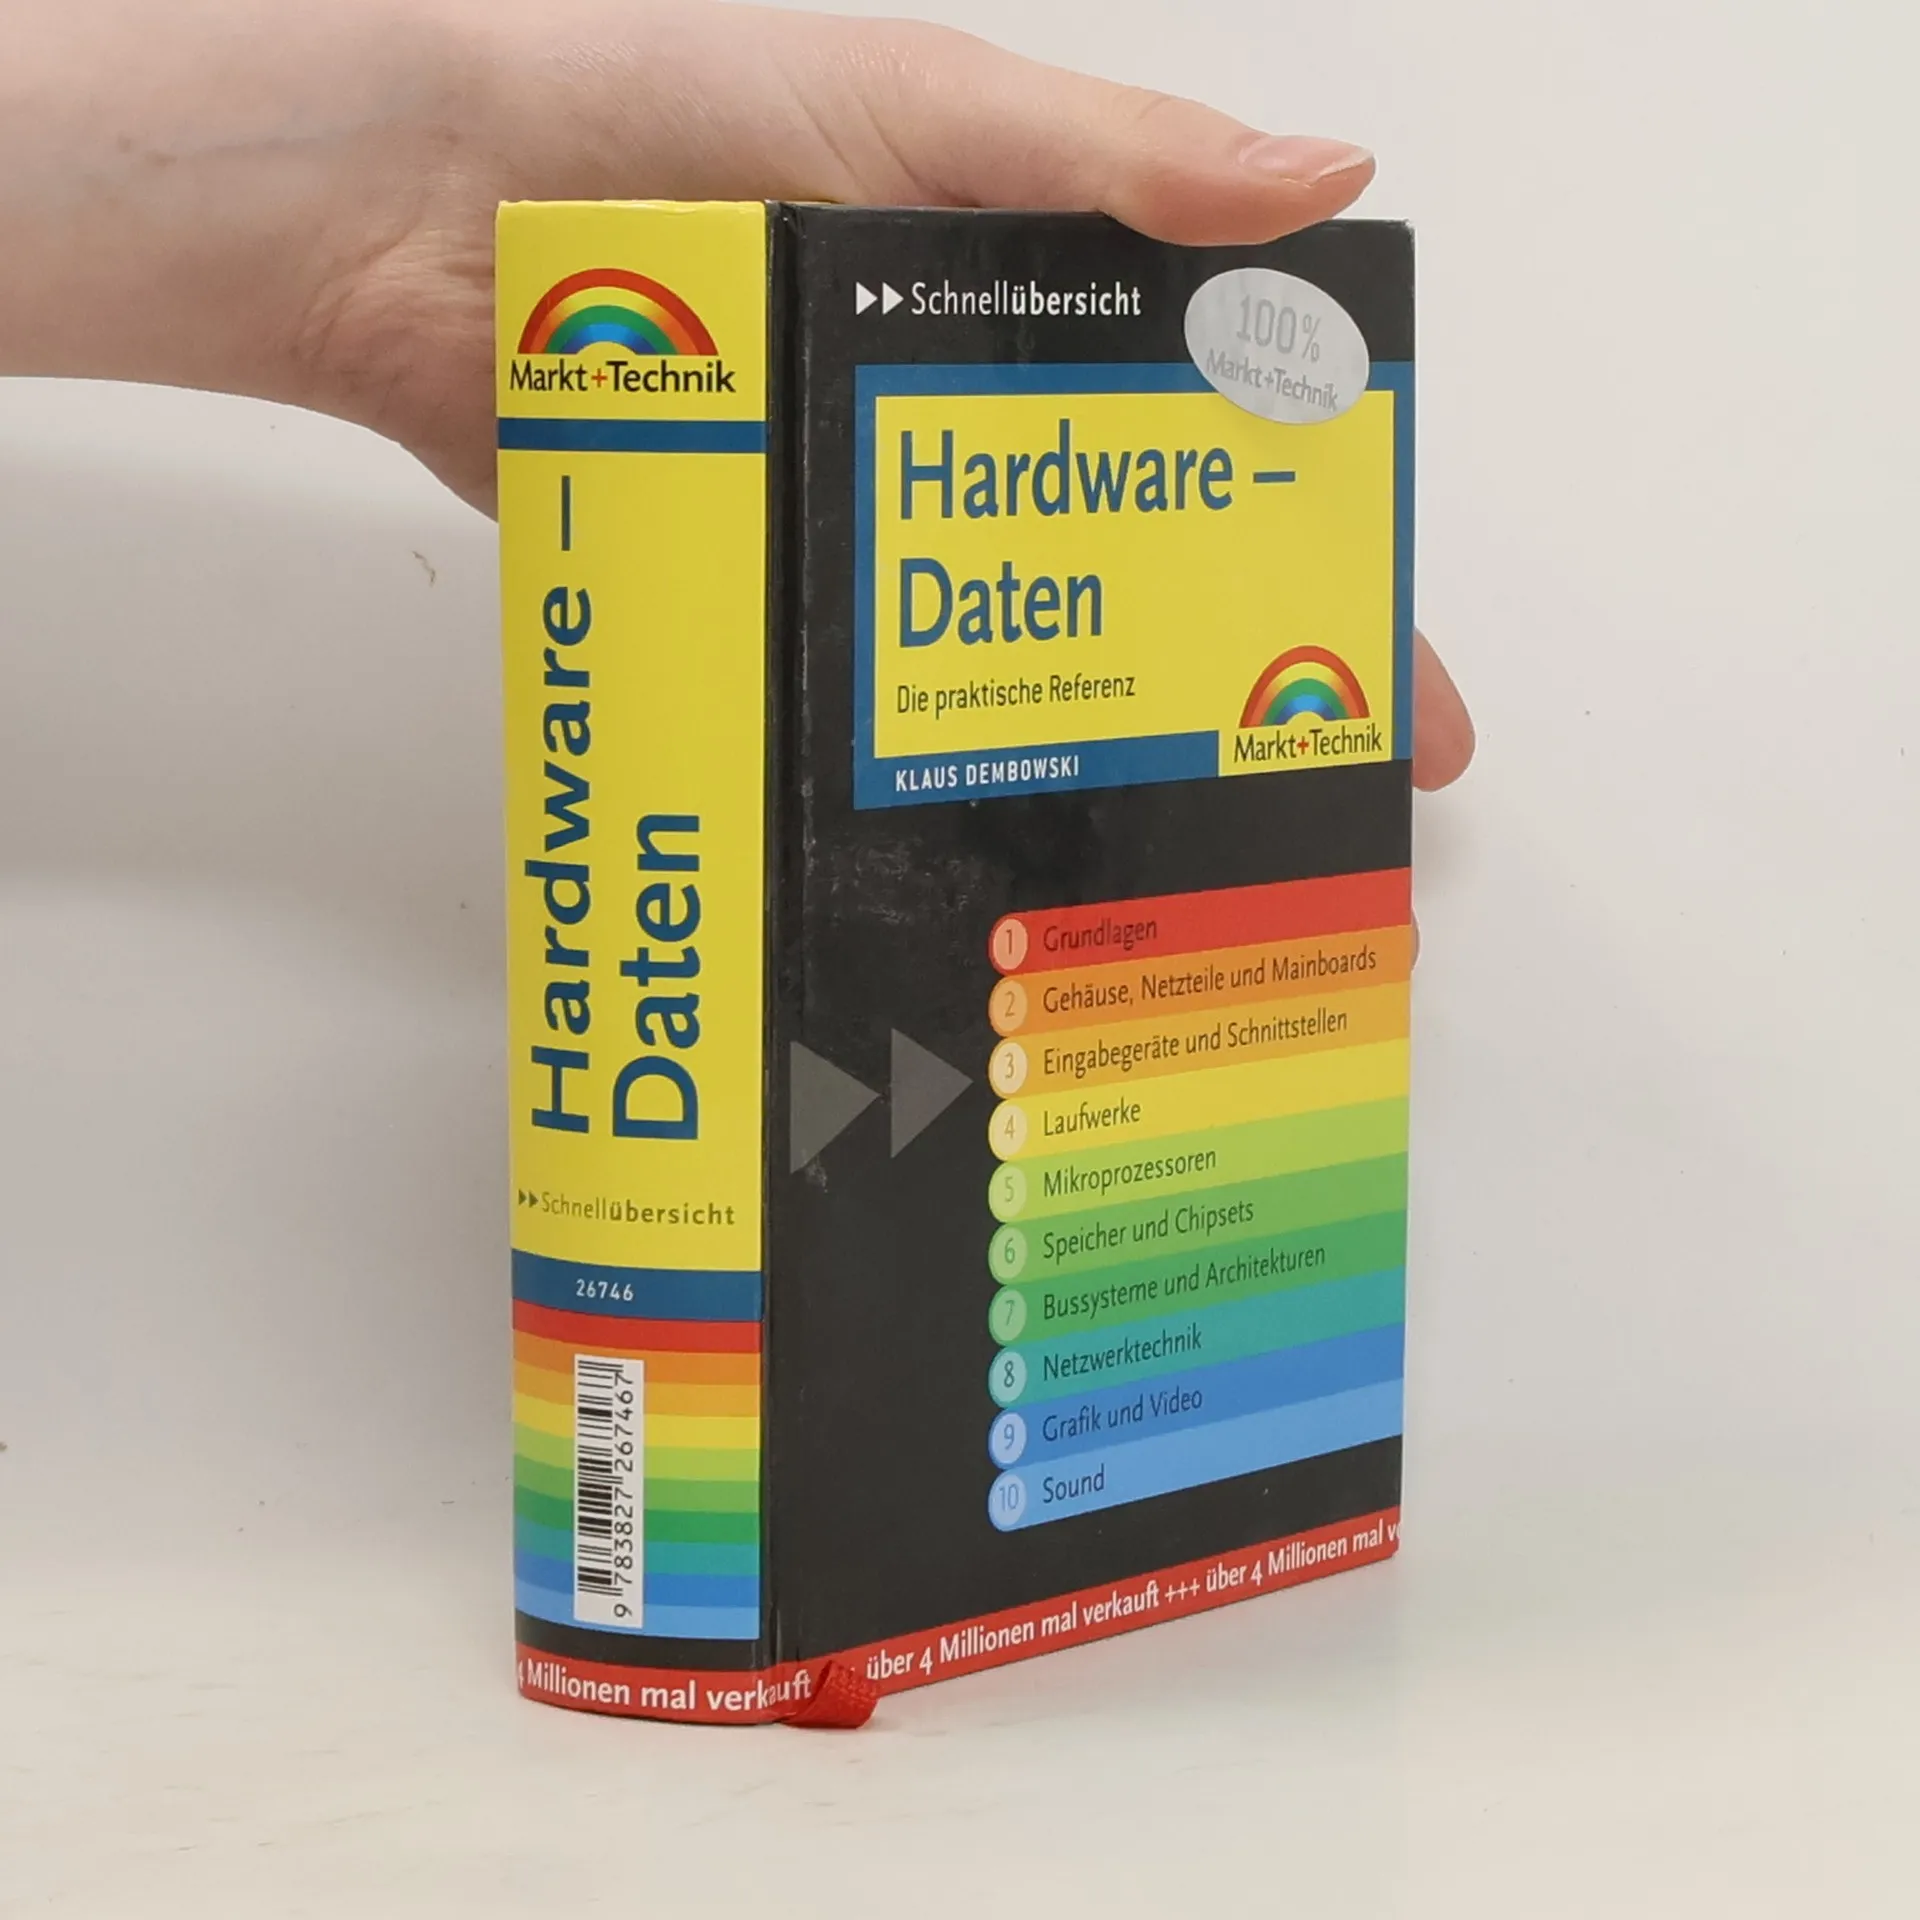 Markt+Technik
Hardware –
Daten
Schnellübersicht
26746
9 783827 267467
4 Millionen mal verkauft
Schnellübersicht
100%
Markt+Technik
Hardware –
Daten
Die praktische Referenz
Markt+Technik
KLAUS DEMBOWSKI
1 Grundlagen
2 Gehäuse, Netzteile und Mainboards
3 Eingabegeräte und Schnittstellen
4 Laufwerke
5 Mikroprozessoren
6 Speicher und Chipsets
7 Bussysteme und Architekturen
8 Netzwerktechnik
9 Grafik und Video
10 Sound
über 4 Millionen mal verkauft +++ über 4 Millionen mal v